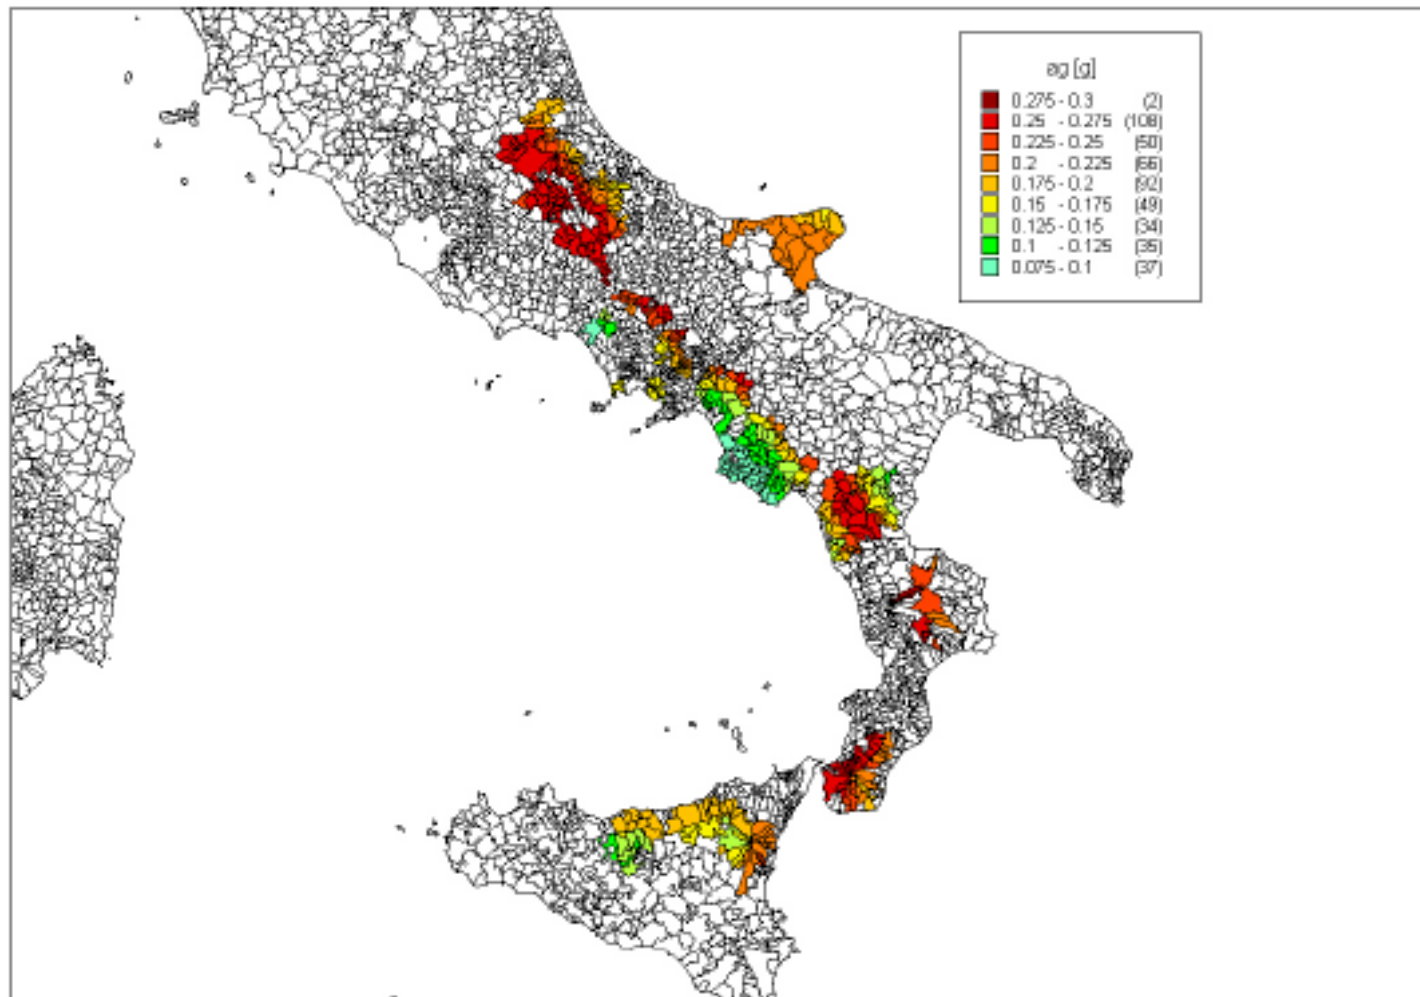 ag [g]
0.275 - 0.3 (2)
0.25 - 0.275 (108)
0.225 - 0.25 (50)
0.2 - 0.225 (66)
0.175 - 0.2 (92)
0.15 - 0.175 (49)
0.125 - 0.15 (34)
0.1 - 0.125 (35)
0.075 - 0.1 (37)